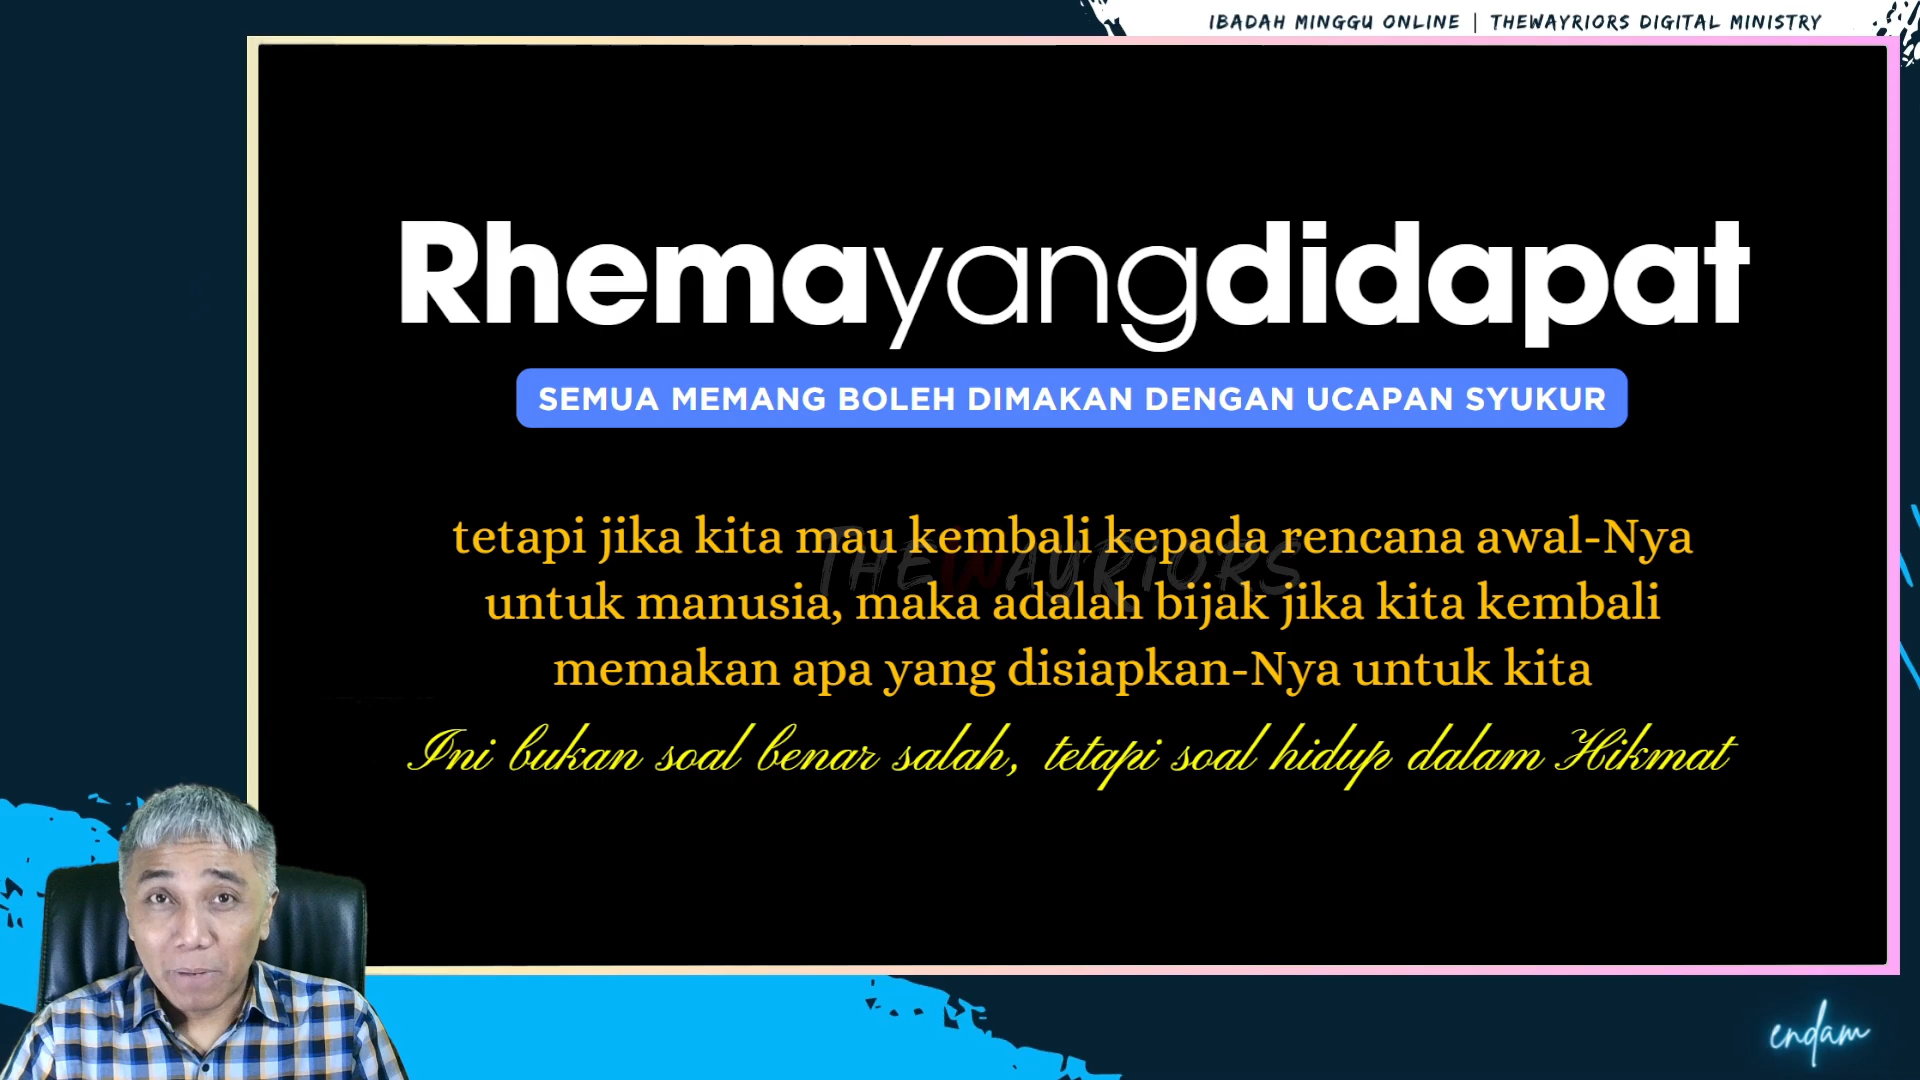 IBADAH MINGGU ONLINE | THEWAYRIORS DIGITAL MINISTRY
Rhemayangdidapat
SEMUA MEMANG BOLEH DIMAKAN DENGAN UCAPAN SYUKUR
tetapi jika kita mau kembali kepada rencana awal-Nya
THEWAYRIORS
untuk manusia, maka adalah bijak jika kita kembali
memakan apa yang disiapkan-Nya untuk kita
Ini bukan soal benar salah, tetapi soal hidup dalam Hikmat
endam